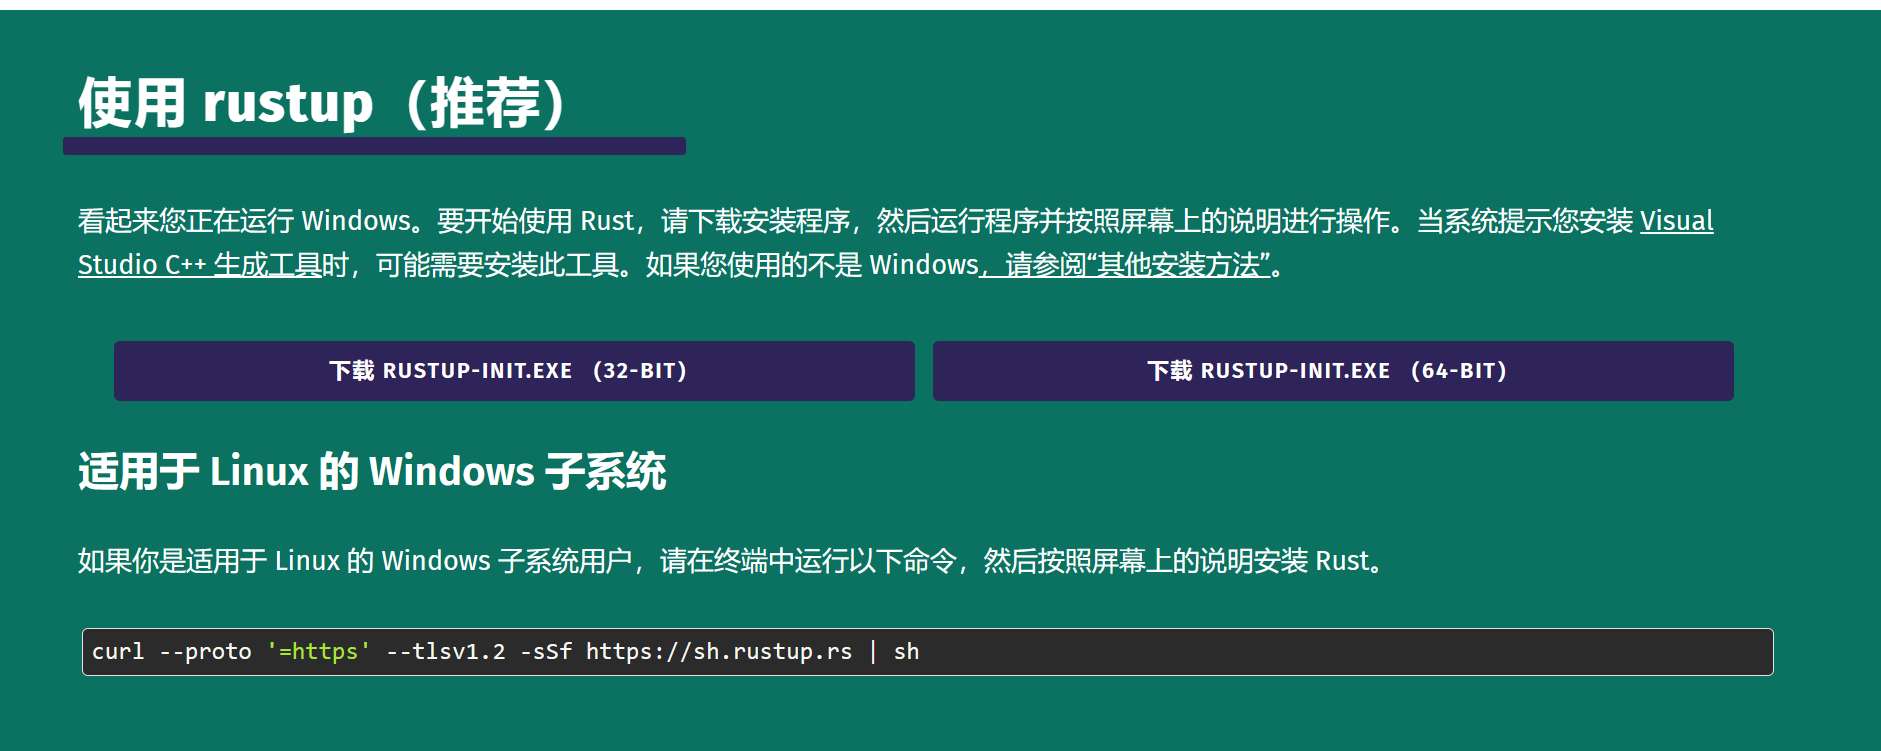 使用 rustup（推荐）
看起来您正在运行 Windows。要开始使用 Rust，请下载安装程序，然后运行程序并按照屏幕上的说明进行操作。当系统提示您安装 Visual
Studio C++ 生成工具时，可能需要安装此工具。如果您使用的不是 Windows，请参阅“其他安装方法”。
下载 RUSTUP-INIT.EXE （32-BIT）
下载 RUSTUP-INIT.EXE （64-BIT）
适用于 Linux 的 Windows 子系统
如果你是适用于 Linux 的 Windows 子系统用户，请在终端中运行以下命令，然后按照屏幕上的说明安装 Rust。
curl --proto '=https' --tlsv1.2 -sSf https://sh.rustup.rs | sh